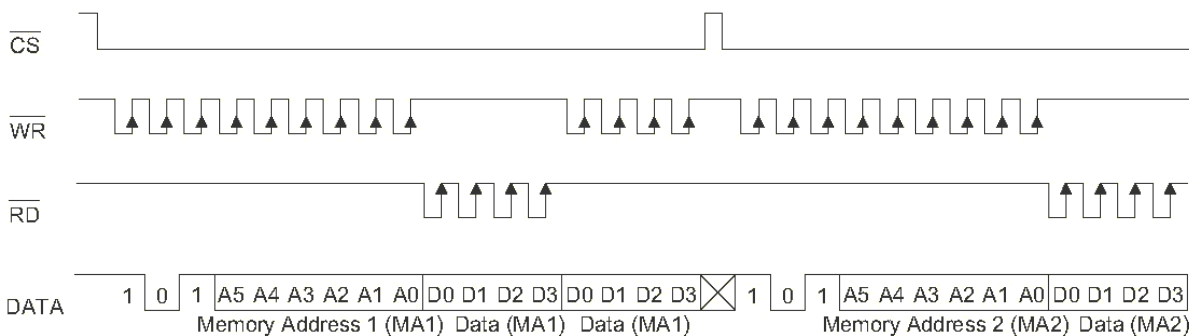 CS
WR
RD
DATA 1 0 1 A5 A4 A3 A2 A1 A0 D0 D1 D2 D3 D0 D1 D2 D3 1 0 1 A5 A4 A3 A2 A1 A0 D0 D1 D2 D3
Memory Address 1 (MA1) Data (MA1) Data (MA1) Memory Address 2 (MA2) Data (MA2)